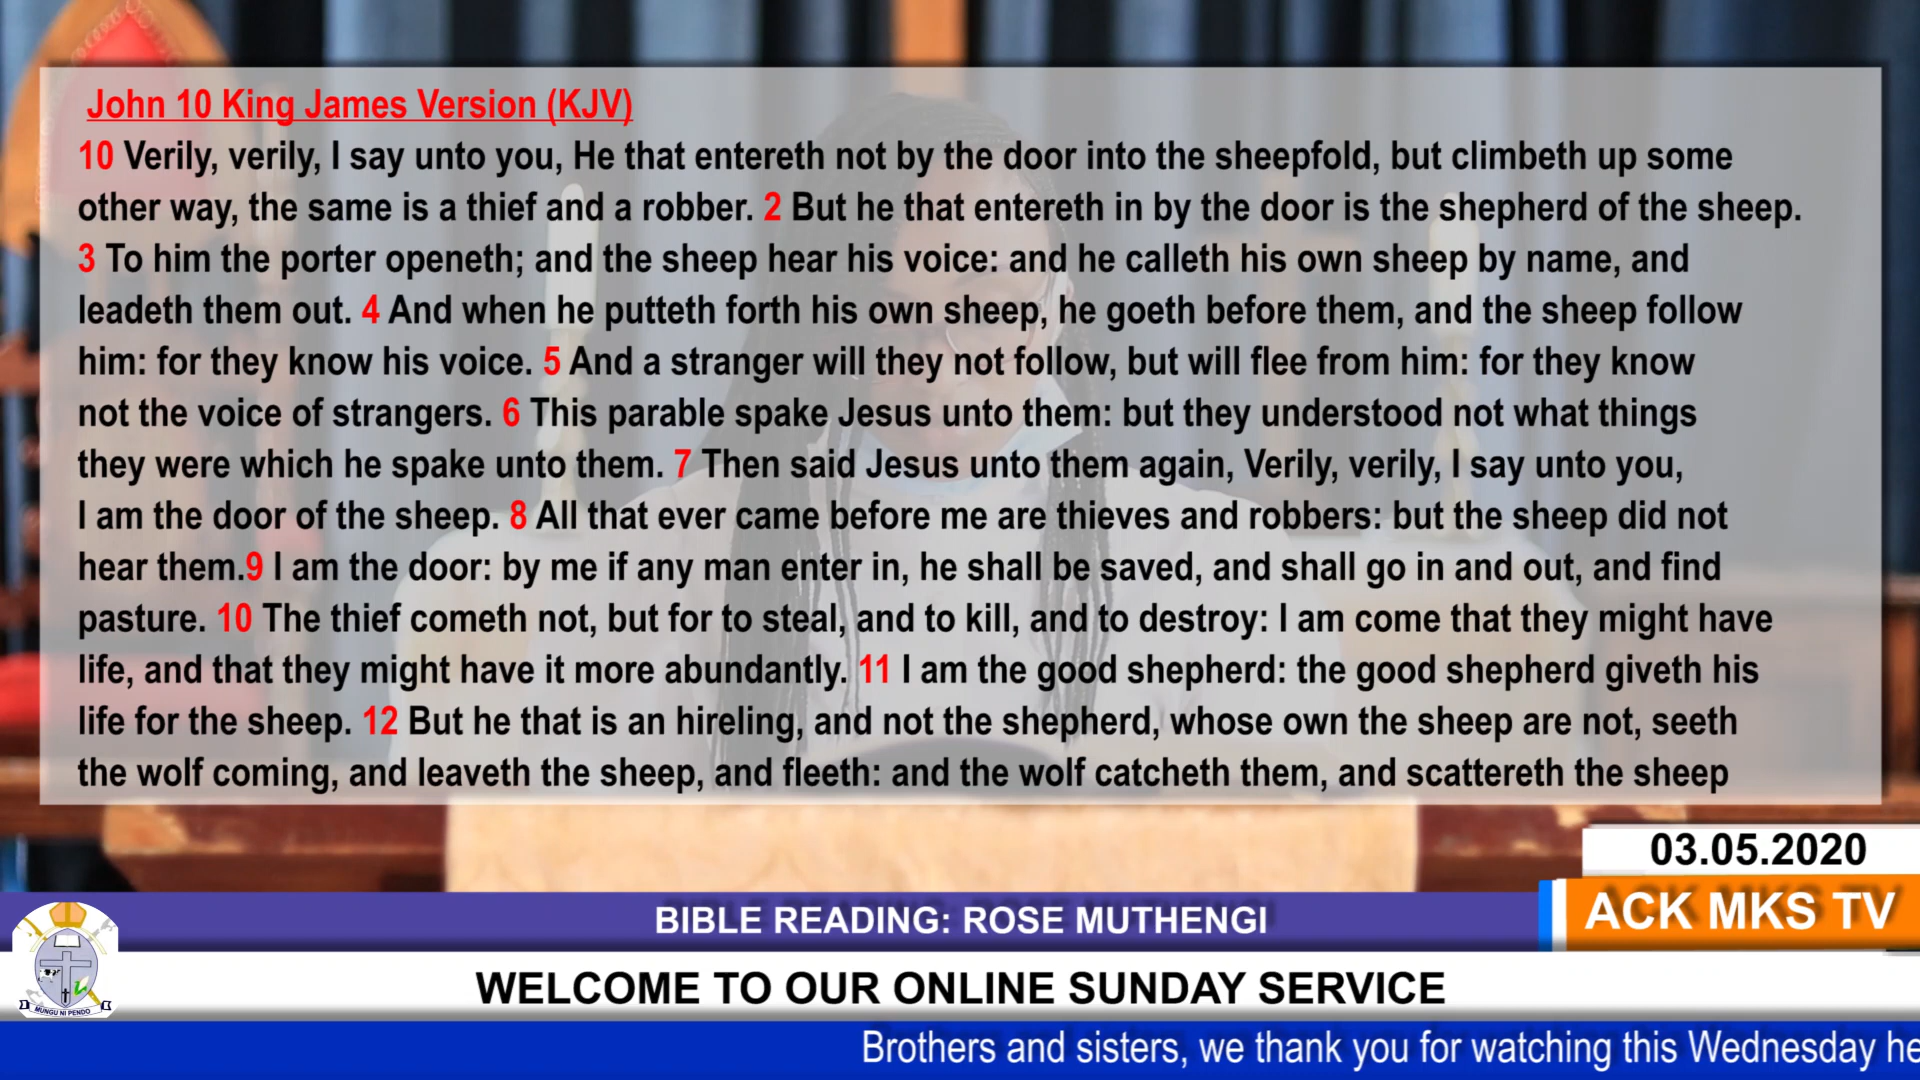 John 10 King James Version (KJV)
10 Verily, verily, I say unto you, He that entereth not by the door into the sheepfold, but climbeth up some
other way, the same is a thief and a robber. 2 But he that entereth in by the door is the shepherd of the sheep.
3 To him the porter openeth; and the sheep hear his voice: and he calleth his own sheep by name, and
leadeth them out. 4 And when he putteth forth his own sheep, he goeth before them, and the sheep follow
him: for they know his voice. 5 And a stranger will they not follow, but will flee from him: for they know
not the voice of strangers. 6 This parable spake Jesus unto them: but they understood not what things
they were which he spake unto them. 7 Then said Jesus unto them again, Verily, verily, I say unto you,
I am the door of the sheep. 8 All that ever came before me are thieves and robbers: but the sheep did not
hear them.9 I am the door: by me if any man enter in, he shall be saved, and shall go in and out, and find
pasture. 10 The thief cometh not, but for to steal, and to kill, and to destroy: I am come that they might have
life, and that they might have it more abundantly. 11 I am the good shepherd: the good shepherd giveth his
life for the sheep. 12 But he that is an hireling, and not the shepherd, whose own the sheep are not, seeth
the wolf coming, and leaveth the sheep, and fleeth: and the wolf catcheth them, and scattereth the sheep
03.05.2020
ACK MKS TV
BIBLE READING: ROSE MUTHENGI
WELCOME TO OUR ONLINE SUNDAY SERVICE
MUNGU NI PENDO
Brothers and sisters, we thank you for watching this Wednesday he